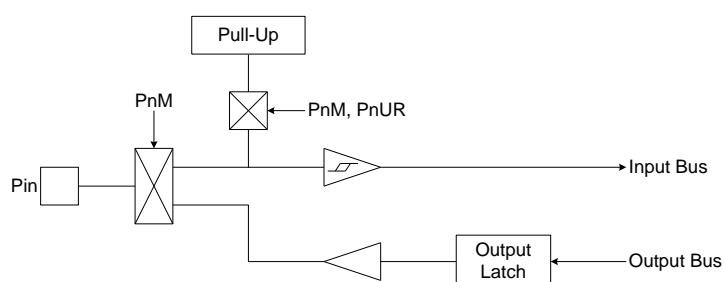 Pull-Up
PnM
PnM, PnUR
Pin
Input Bus
Output
Latch
Output Bus